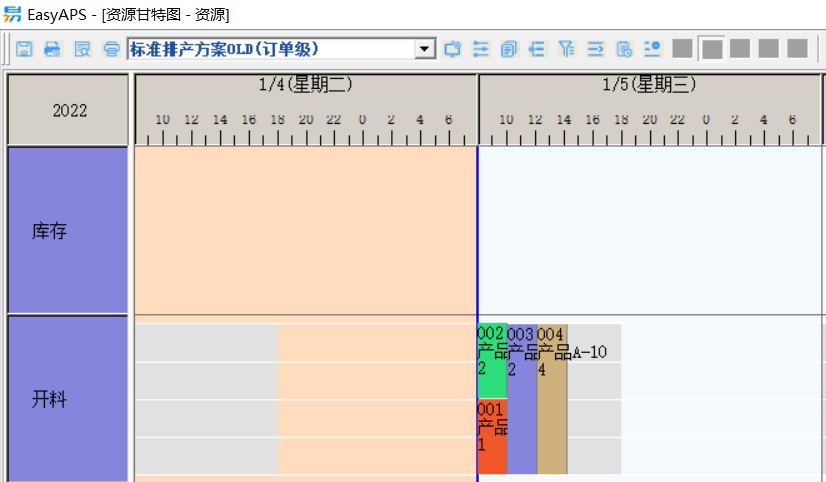 EasyAPS - [资源甘特图 - 资源]
标准排产方案OLD(订单级)
2022
1/4(星期二)
1/5(星期三)
10 12 14 16 18 20 22 0 2 4 6
10 12 14 16 18 20 22 0 2 4 6
库存
开料
002
产品
2
003
产品
2
004
产品A-10
4
001
产品
1